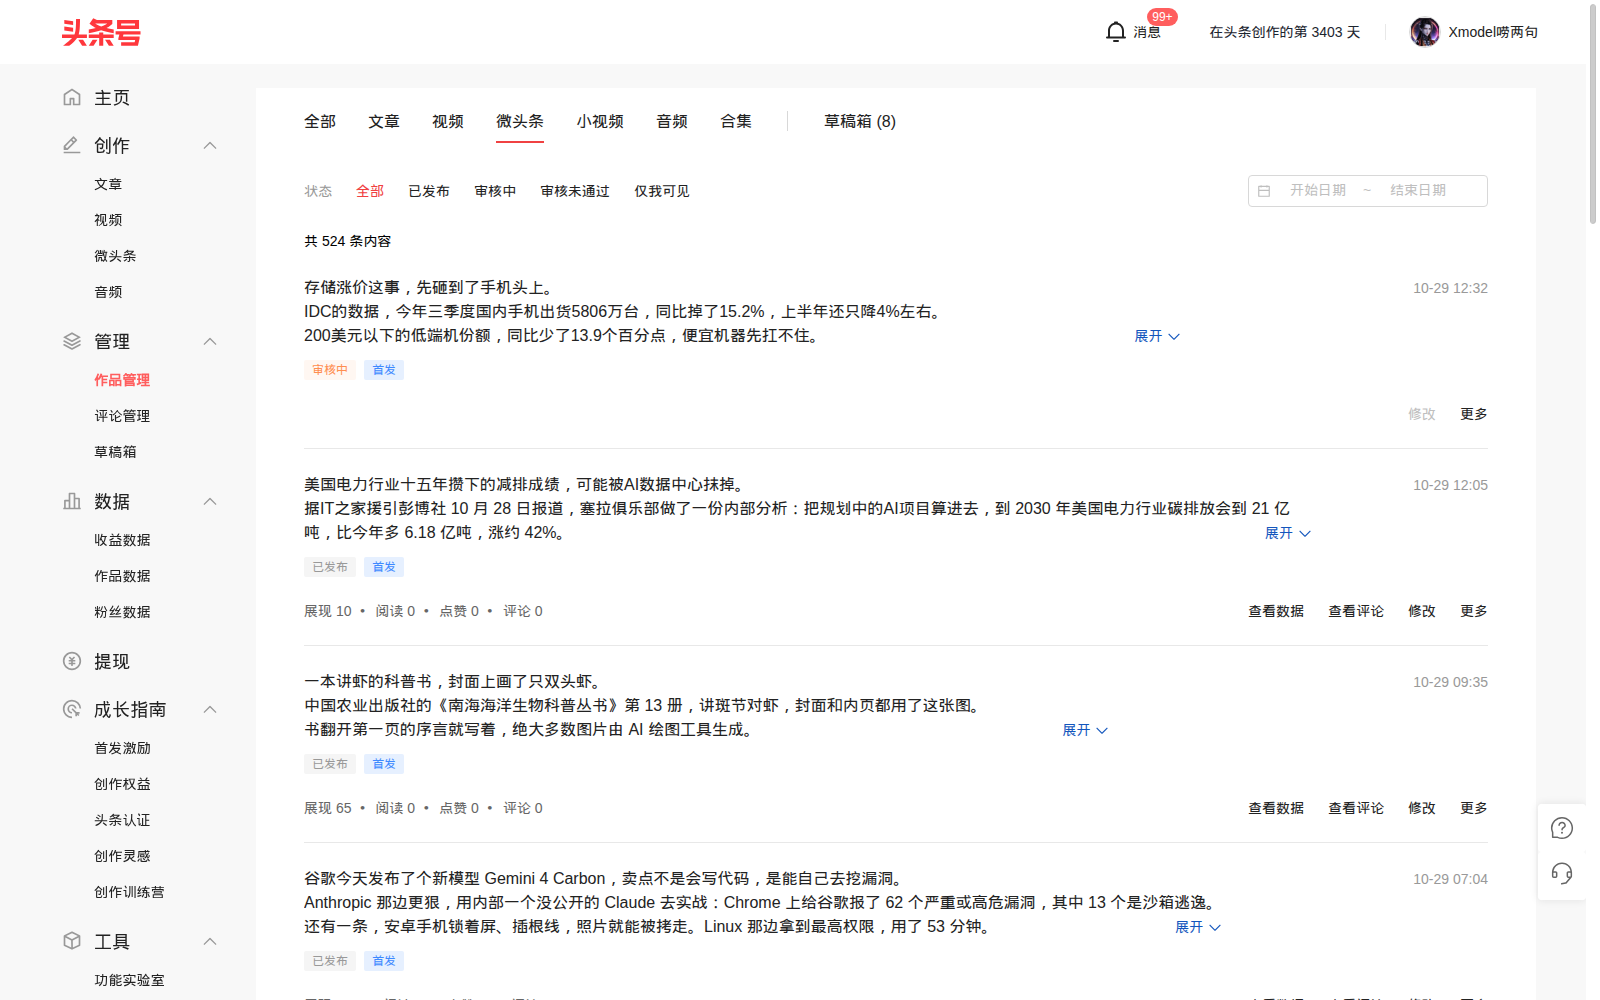 头条号
消息
99+
在头条创作的第 3403 天
Xmodel唠两句
主页
创作
文章
视频
微头条
音频
管理
作品管理
评论管理
草稿箱
数据
收益数据
作品数据
粉丝数据
提现
成长指南
首发激励
创作权益
头条认证
创作灵感
创作训练营
工具
功能实验室
全部 文章 视频 微头条 小视频 音频 合集 草稿箱 (8)
状态 全部 已发布 审核中 审核未通过 仅我可见
开始日期 ~ 结束日期
共 524 条内容
存储涨价这事，先砸到了手机头上。
10-29 12:32
IDC的数据，今年三季度国内手机出货5806万台，同比掉了15.2%，上半年还只降4%左右。
200美元以下的低端机份额，同比少了13.9个百分点，便宜机器先扛不住。
展开
审核中 首发
修改 更多
美国电力行业十五年攒下的减排成绩，可能被AI数据中心抹掉。
10-29 12:05
据IT之家援引彭博社 10 月 28 日报道，塞拉俱乐部做了一份内部分析：把规划中的AI项目算进去，到 2030 年美国电力行业碳排放会到 21 亿
吨，比今年多 6.18 亿吨，涨约 42%。
展开
已发布 首发
展现 10 • 阅读 0 • 点赞 0 • 评论 0
查看数据 查看评论 修改 更多
一本讲虾的科普书，封面上画了只双头虾。
10-29 09:35
中国农业出版社的《南海海洋生物科普丛书》第 13 册，讲斑节对虾，封面和内页都用了这张图。
书翻开第一页的序言就写着，绝大多数图片由 AI 绘图工具生成。
展开
已发布 首发
展现 65 • 阅读 0 • 点赞 0 • 评论 0
查看数据 查看评论 修改 更多
谷歌今天发布了个新模型 Gemini 4 Carbon，卖点不是会写代码，是能自己去挖漏洞。
10-29 07:04
Anthropic 那边更狠，用内部一个没公开的 Claude 去实战：Chrome 上给谷歌报了 62 个严重或高危漏洞，其中 13 个是沙箱逃逸。
还有一条，安卓手机锁着屏、插根线，照片就能被拷走。Linux 那边拿到最高权限，用了 53 分钟。
展开
已发布 首发